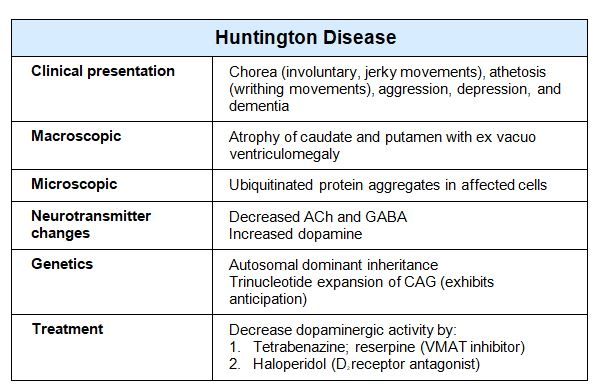 Huntington Disease
Clinical presentation
Chorea (involuntary, jerky movements), athetosis
(writhing movements), aggression, depression, and
dementia
Macroscopic
Atrophy of caudate and putamen with ex vacuo
ventriculomegaly
Microscopic
Ubiquitinated protein aggregates in affected cells
Neurotransmitter
changes
Decreased ACh and GABA
Increased dopamine
Genetics
Autosomal dominant inheritance
Trinucleotide expansion of CAG (exhibits
anticipation)
Treatment
Decrease dopaminergic activity by:
1. Tetrabenazine; reserpine (VMAT inhibitor)
2. Haloperidol (D₂ receptor antagonist)